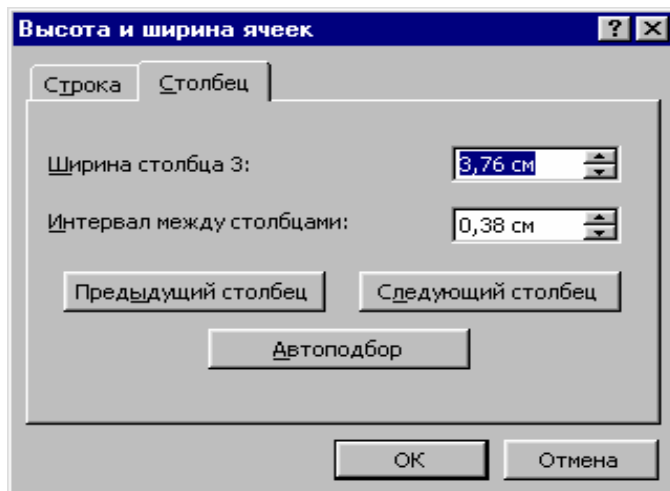 Высота и ширина ячеек
Строка Столбец
Ширина столбца 3: 3,76 см
Интервал между столбцами: 0,38 см
Предыдущий столбец Следующий столбец
Автоподбор
ОК Отмена